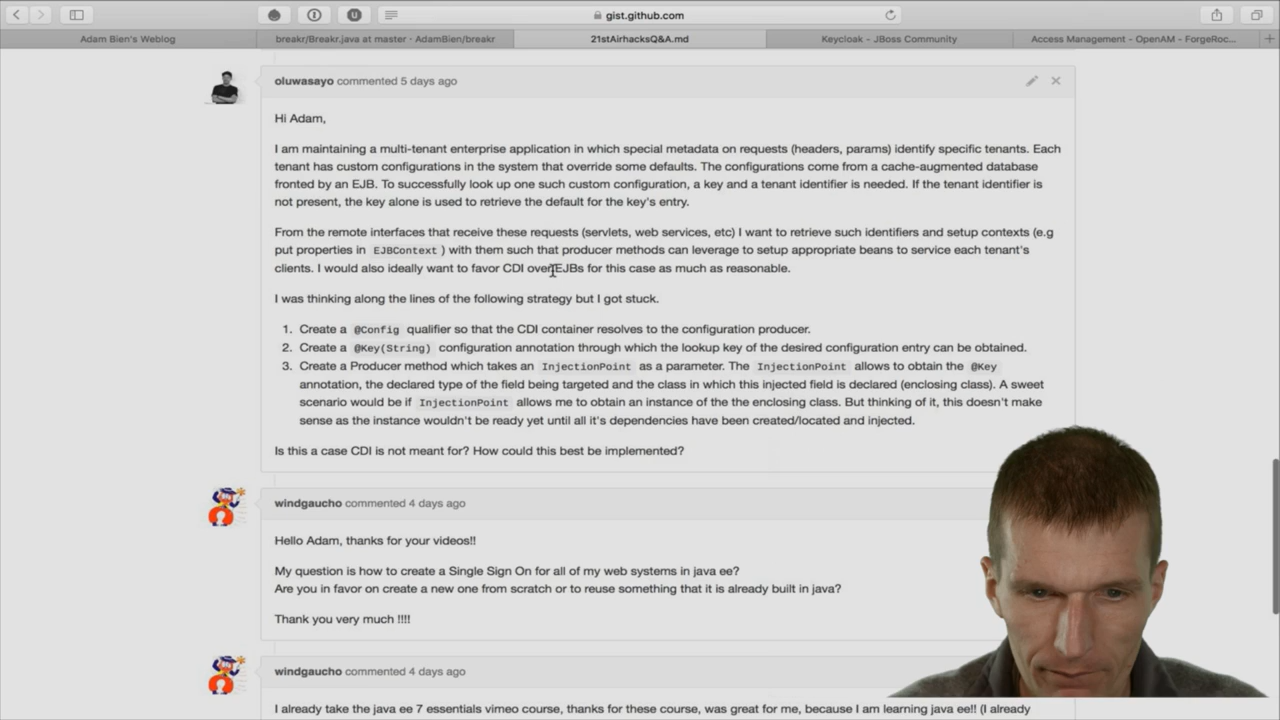 gist.github.com
Adam Bien's Weblog
breakr/Breakr.java at master · AdamBien/breakr
21stAirhacksQ&A.md
Keycloak - JBoss Community
Access Management - OpenAM - ForgeRoc...
oluwasayo commented 5 days ago
Hi Adam,
I am maintaining a multi-tenant enterprise application in which special metadata on requests (headers, params) identify specific tenants. Each
tenant has custom configurations in the system that override some defaults. The configurations come from a cache-augmented database
fronted by an EJB. To successfully look up one such custom configuration, a key and a tenant identifier is needed. If the tenant identifier is
not present, the key alone is used to retrieve the default for the key's entry.
From the remote interfaces that receive these requests (servlets, web services, etc) I want to retrieve such identifiers and setup contexts (e.g
put properties in EJBContext ) with them such that producer methods can leverage to setup appropriate beans to service each tenant's
clients. I would also ideally want to favor CDI over EJBs for this case as much as reasonable.
I was thinking along the lines of the following strategy but I got stuck.
1. Create a @Config qualifier so that the CDI container resolves to the configuration producer.
2. Create a @Key(String) configuration annotation through which the lookup key of the desired configuration entry can be obtained.
3. Create a Producer method which takes an InjectionPoint as a parameter. The InjectionPoint allows to obtain the @Key
annotation, the declared type of the field being targeted and the class in which this injected field is declared (enclosing class). A sweet
scenario would be if InjectionPoint allows me to obtain an instance of the the enclosing class. But thinking of it, this doesn't make
sense as the instance wouldn't be ready yet until all it's dependencies have been created/located and injected.
Is this a case CDI is not meant for? How could this best be implemented?
windgaucho commented 4 days ago
Hello Adam, thanks for your videos!!
My question is how to create a Single Sign On for all of my web systems in java ee?
Are you in favor on create a new one from scratch or to reuse something that it is already built in java?
Thank you very much !!!!
windgaucho commented 4 days ago
I already take the java ee 7 essentials vimeo course, thanks for these course, was great for me, because I am learning java ee!! (I already